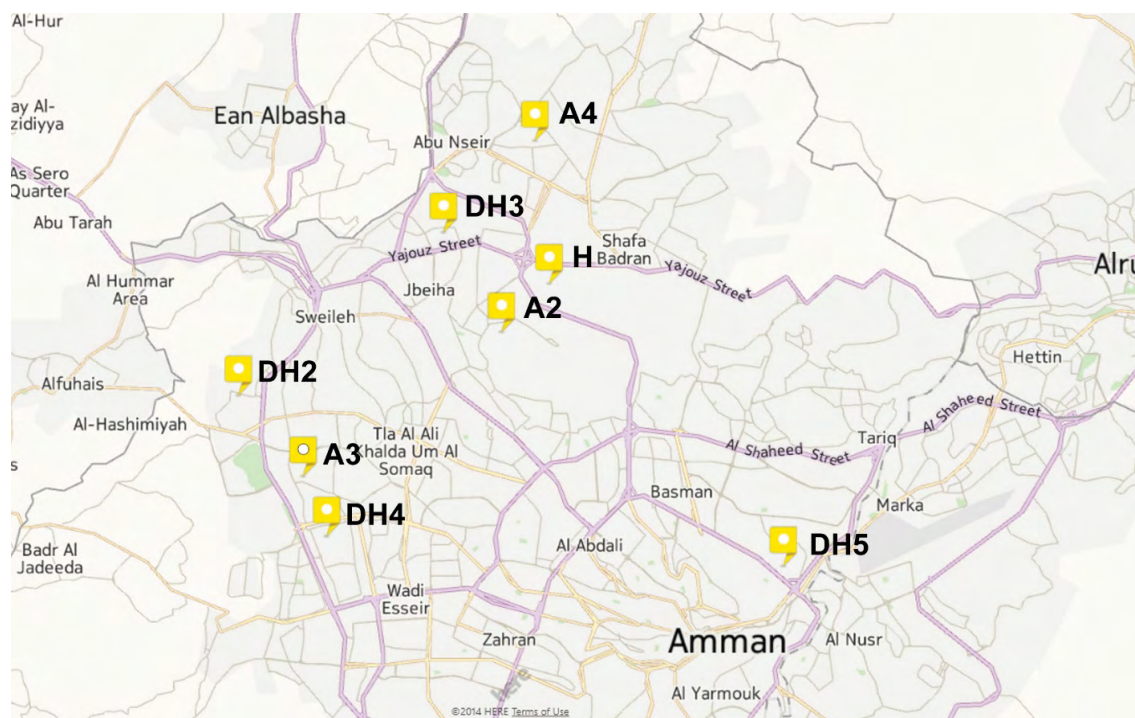 Al-Hur
ay Al-
zidiyya
Ean Albasha
A4
Abu Nseir
As Sero
Quarter
Abu Tarah
DH3
Yajouz Street
H
Shafa
Badran
Yajouz Street
Alru
Al Hummar
Area
Jbeiha
A2
Sweileh
Hettin
DH2
Alfuhais
Al-Hashimiyah
Al Shaheed Street
Tla Al Ali
Khalda Um Al
Somaq
A3
Al Shaheed Street
Tariq
s
Basman
Marka
DH4
DH5
Al Abdali
Badr Al
Jadeeda
Wadi
Esseir
Zahran
Amman
Al Nusr
Al Yarmouk
here
©2014 HERE Terms of Use